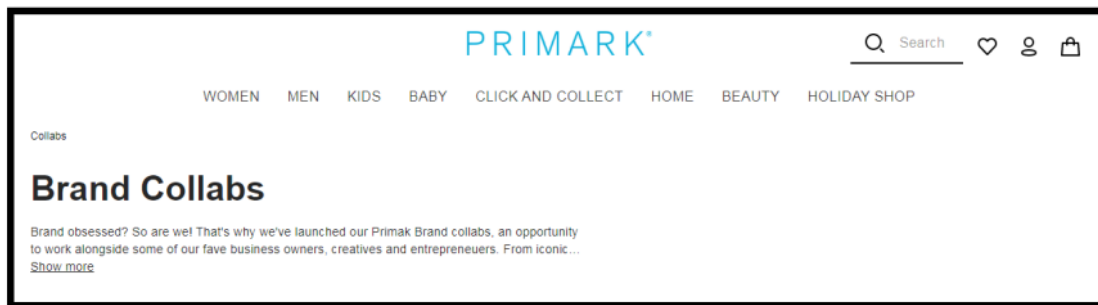 PRIMARK®
Search
WOMEN MEN KIDS BABY CLICK AND COLLECT HOME BEAUTY HOLIDAY SHOP
Collabs
Brand Collabs
Brand obsessed? So are we! That's why we've launched our Primak Brand collabs, an opportunity
to work alongside some of our fave business owners, creatives and entrepreneuers. From iconic...
Show more